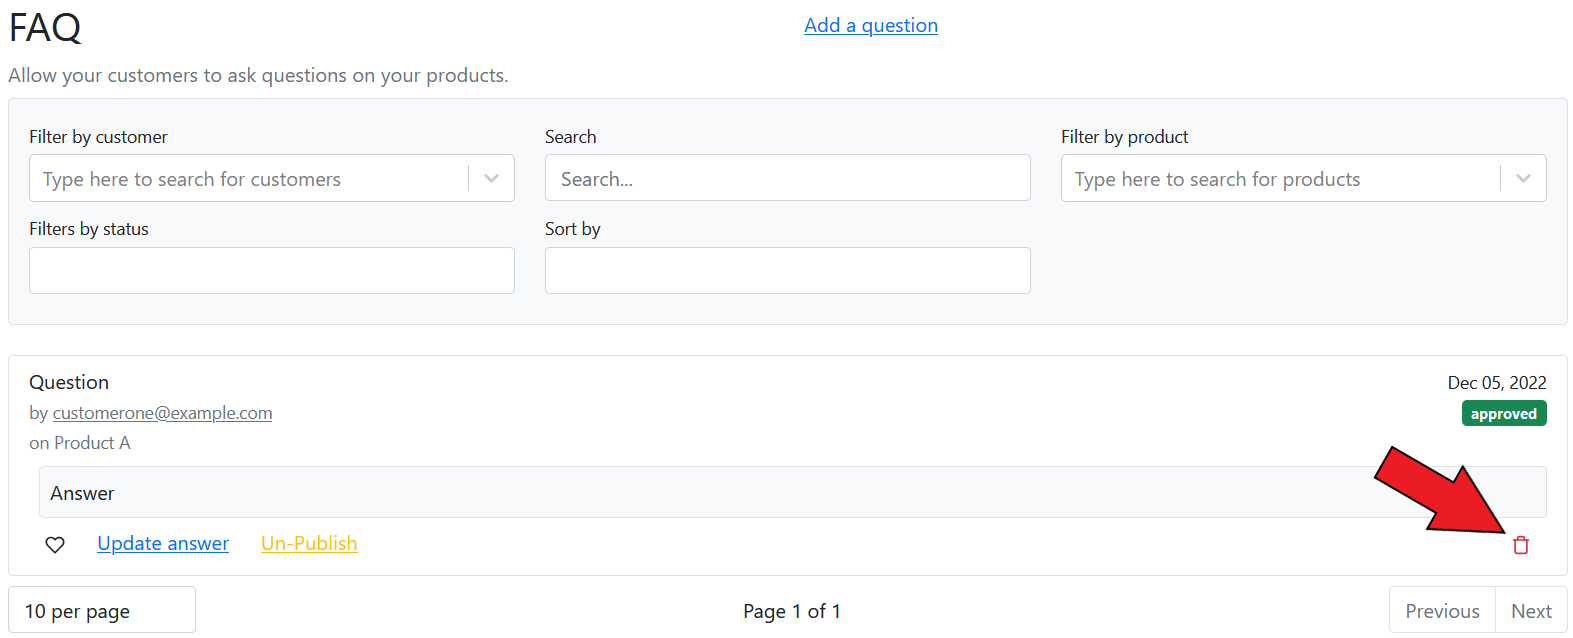 FAQ
Add a question
Allow your customers to ask questions on your products.
Filter by customer
Search
Filter by product
Type here to search for customers
Search...
Type here to search for products
Filters by status
Sort by
Question
Dec 05, 2022
by customerone@example.com
approved
on Product A
Answer
Update answer
Un-Publish
10 per page
Page 1 of 1
Previous
Next